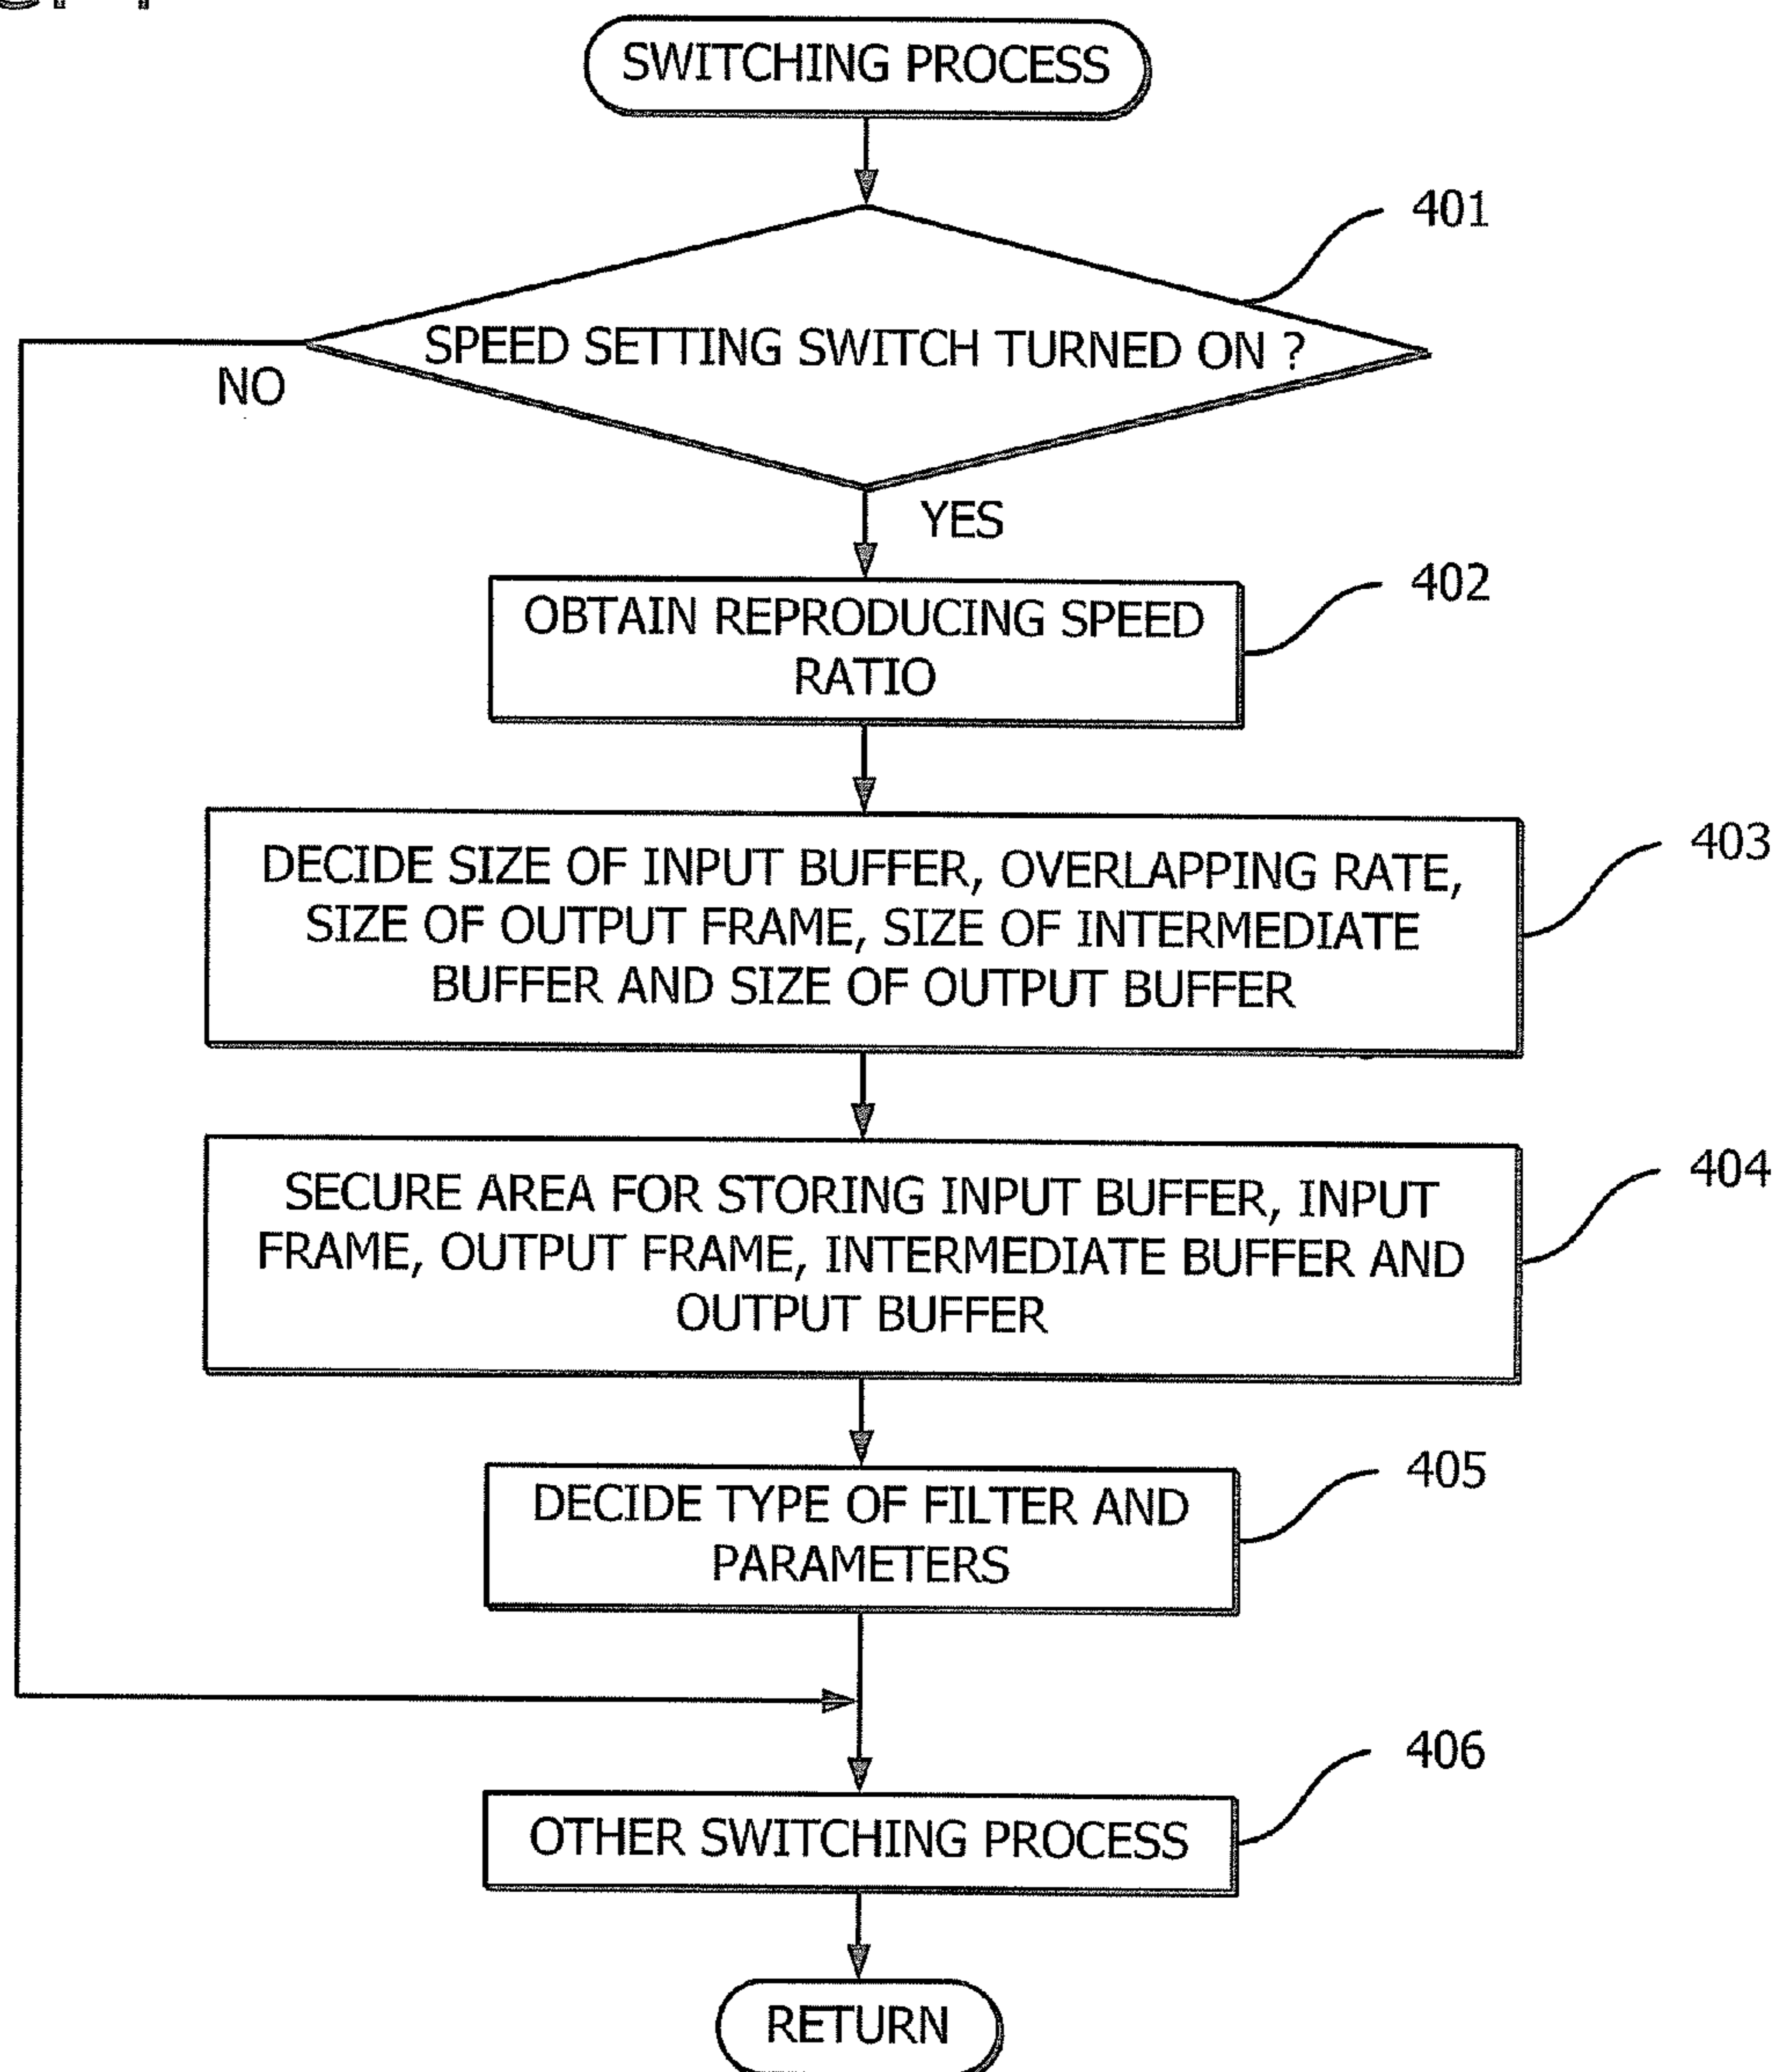 SWITCHING PROCESS
401
SPEED SETTING SWITCH TURNED ON ?
NO
YES
402
OBTAIN REPRODUCING SPEED
RATIO
403
DECIDE SIZE OF INPUT BUFFER, OVERLAPPING RATE,
SIZE OF OUTPUT FRAME, SIZE OF INTERMEDIATE
BUFFER AND SIZE OF OUTPUT BUFFER
404
SECURE AREA FOR STORING INPUT BUFFER, INPUT
FRAME, OUTPUT FRAME, INTERMEDIATE BUFFER AND
OUTPUT BUFFER
405
DECIDE TYPE OF FILTER AND
PARAMETERS
406
OTHER SWITCHING PROCESS
RETURN